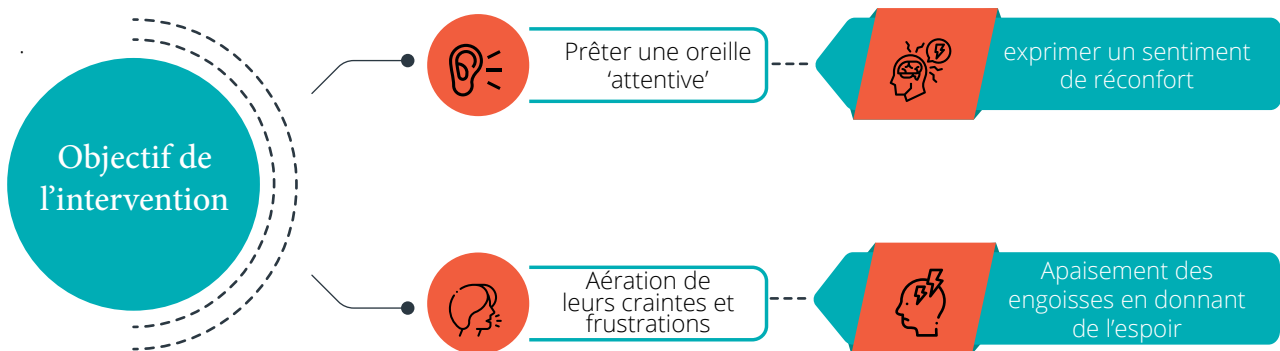 Objectif de
l’intervention
Prêter une oreille
‘attentive’
exprimer un sentiment
de réconfort
Aération de
leurs craintes et
frustrations
Apaisement des
engoisses en donnant
de l’espoir